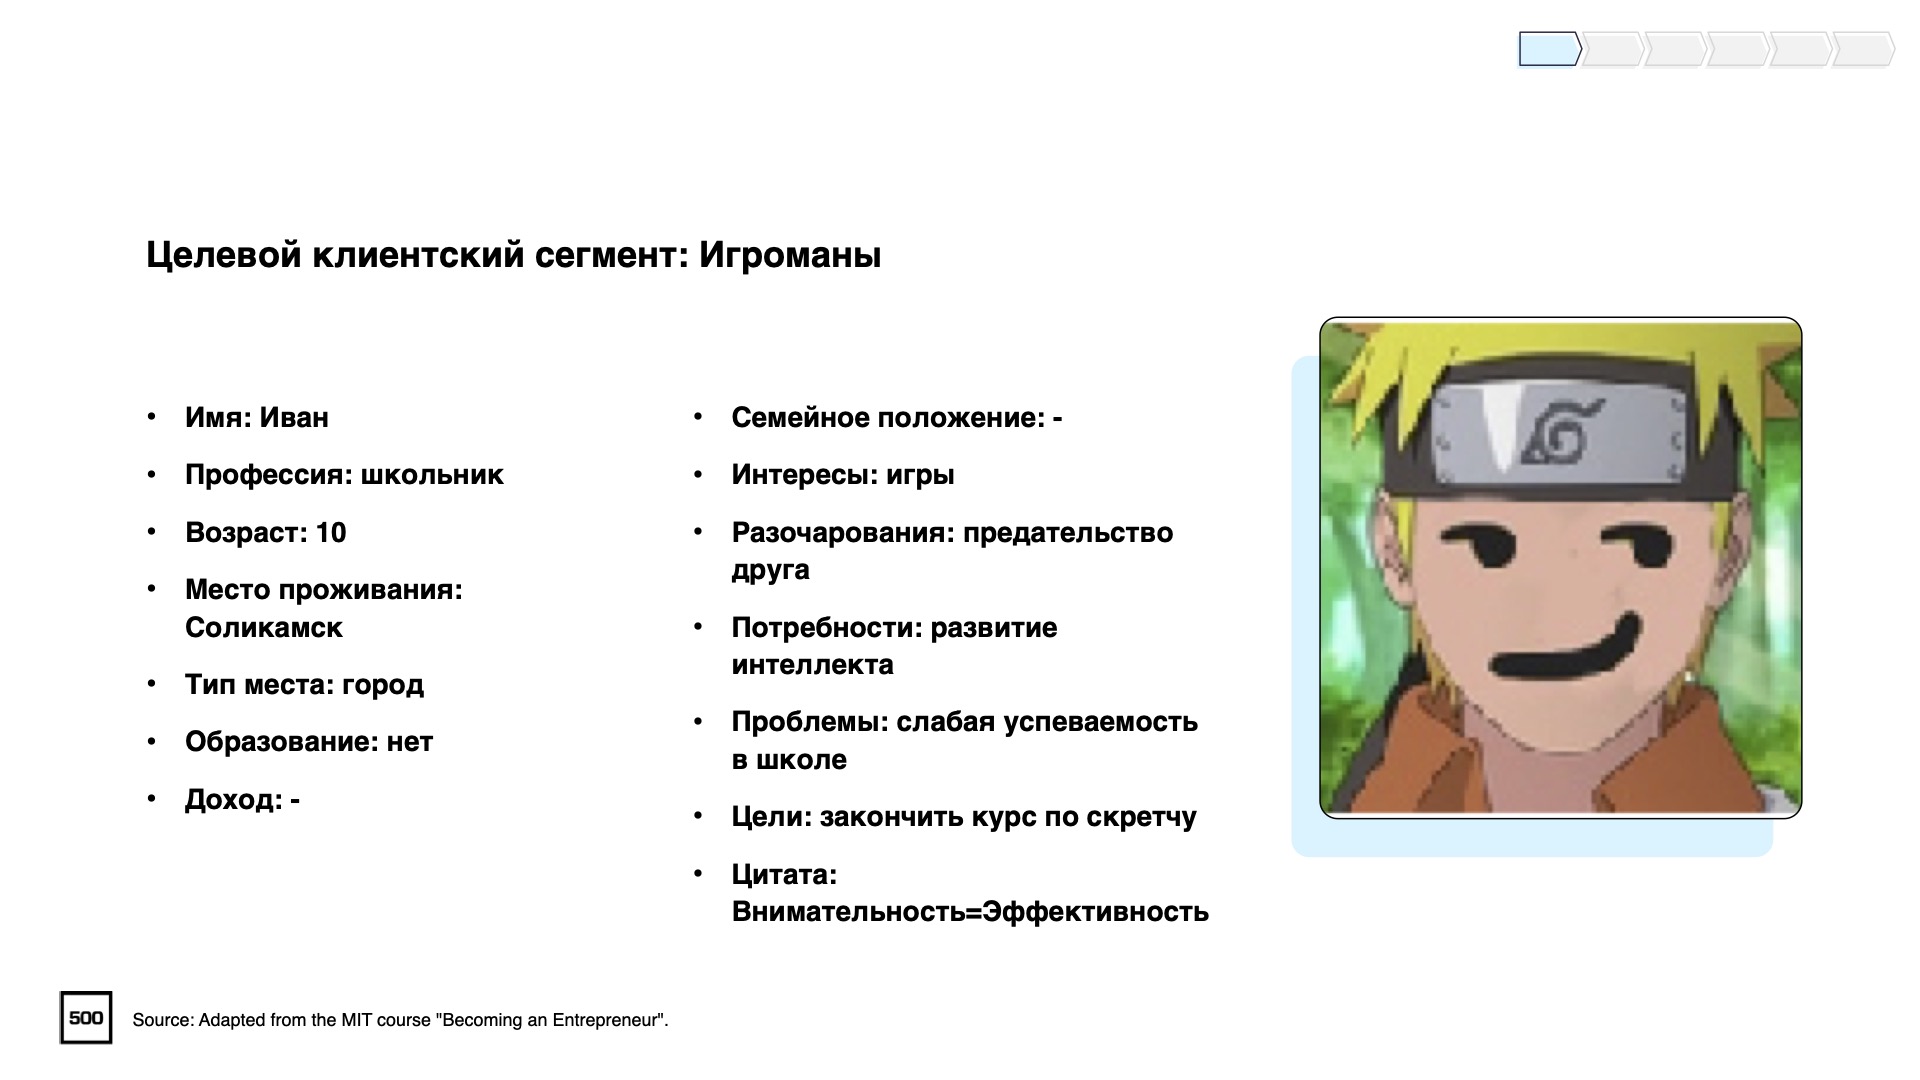 Целевой клиентский сегмент: Игроманы
• Имя: Иван
• Профессия: школьник
• Возраст: 10
• Место проживания:
Соликамск
• Тип места: город
• Образование: нет
• Доход: -
• Семейное положение: -
• Интересы: игры
• Разочарования: предательство
друга
• Потребности: развитие
интеллекта
• Проблемы: слабая успеваемость
в школе
• Цели: закончить курс по скретчу
• Цитата:
Внимательность=Эффективность
500
Source: Adapted from the MIT course "Becoming an Entrepreneur".